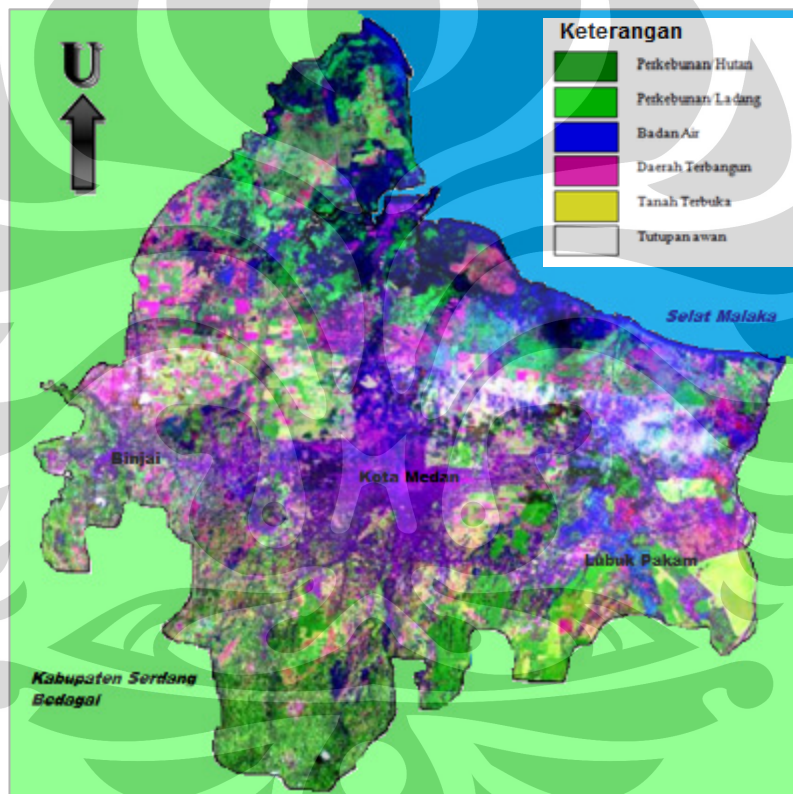 U
Keterangan
Perkebunan/Hutan
Perkebunan/Ladang
Badan Air
Daerah Terbangun
Tanah Terbuka
Tutupan awan
Selat Malaka
Binjai
Kota Medan
Lubuk Pakam
Kabupaten Serdang
Bedagai